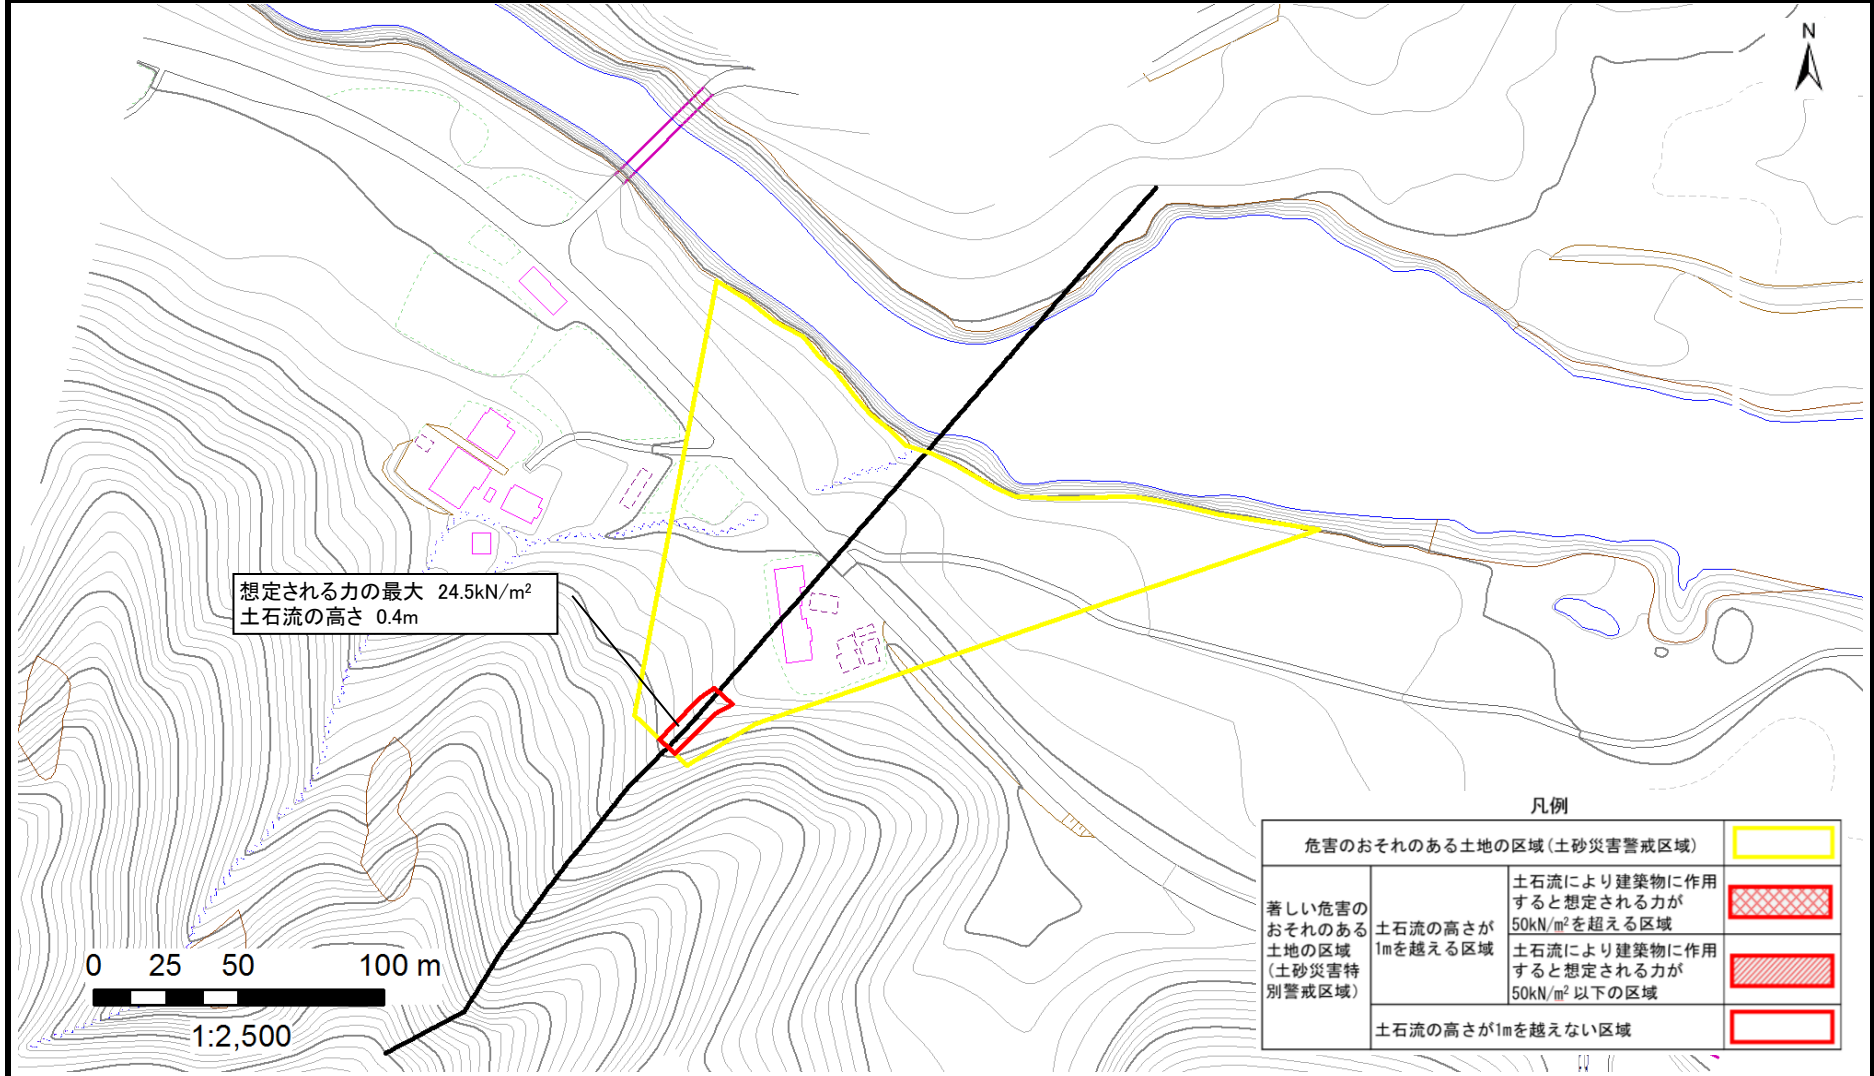 N
想定される力の最大 24.5kN/m²
土石流の高さ 0.4m
0 25 50 100 m
1:2,500
凡例
危害のおそれのある土地の区域(土砂災害警戒区域)
著しい危害の
おそれのある
土地の区域
(土砂災害特
別警戒区域)
土石流の高さが
1mを越える区域
土石流により建築物に作用
すると想定される力が
50kN/㎡を超える区域
土石流により建築物に作用
すると想定される力が
50kN/㎡以下の区域
土石流の高さが1mを越えない区域